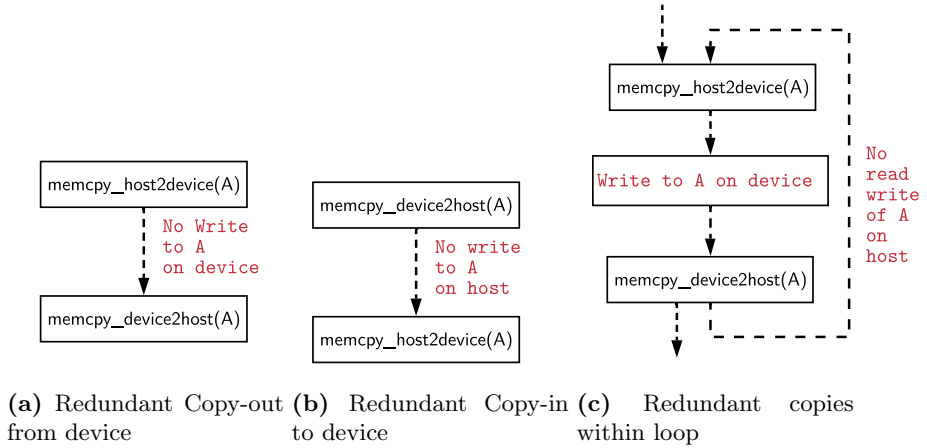 memcpy_host2device(A)
No Write
to A
on device
memcpy_device2host(A)
(a) Redundant Copy-out
from device
memcpy_device2host(A)
No write
to A
on host
memcpy_host2device(A)
(b) Redundant Copy-in
to device
memcpy_host2device(A)
Write to A on device
memcpy_device2host(A)
No
read
write
of A
on
host
(c) Redundant copies
within loop